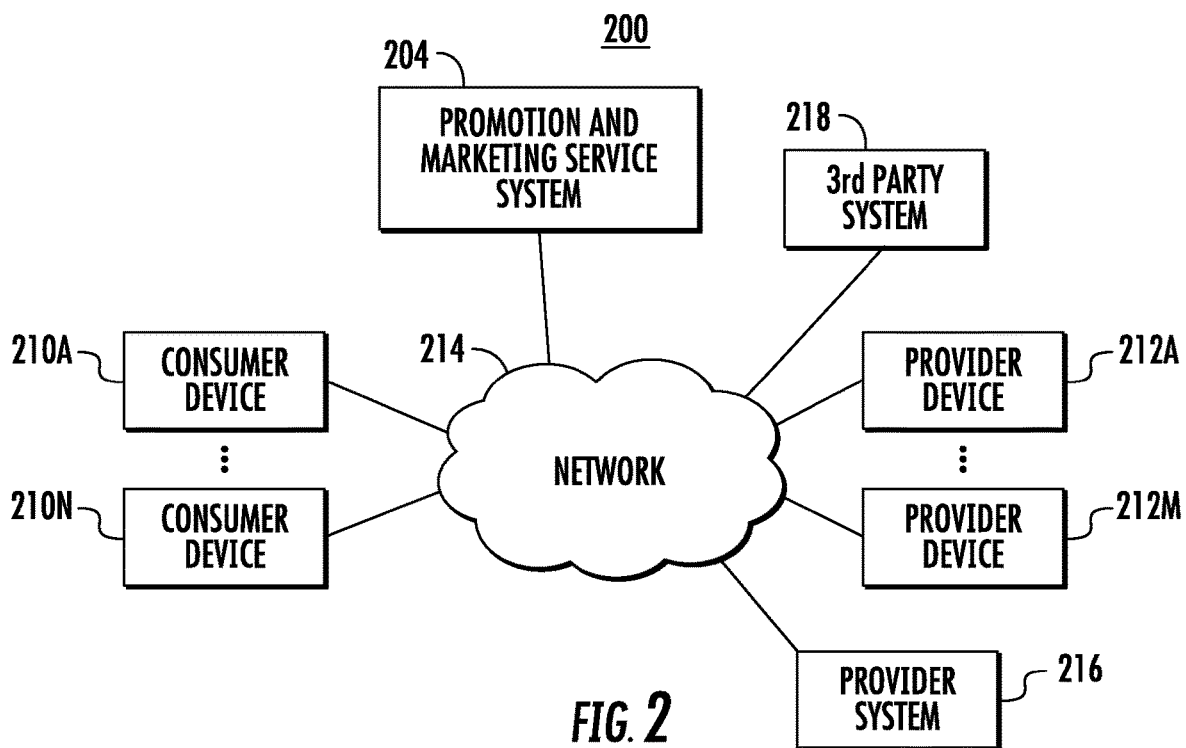 200
204
PROMOTION AND
MARKETING SERVICE
SYSTEM
218
3rd PARTY
SYSTEM
210A
CONSUMER
DEVICE
214
PROVIDER
DEVICE
212A
NETWORK
210N
CONSUMER
DEVICE
PROVIDER
DEVICE
212M
PROVIDER
SYSTEM
216
FIG. 2